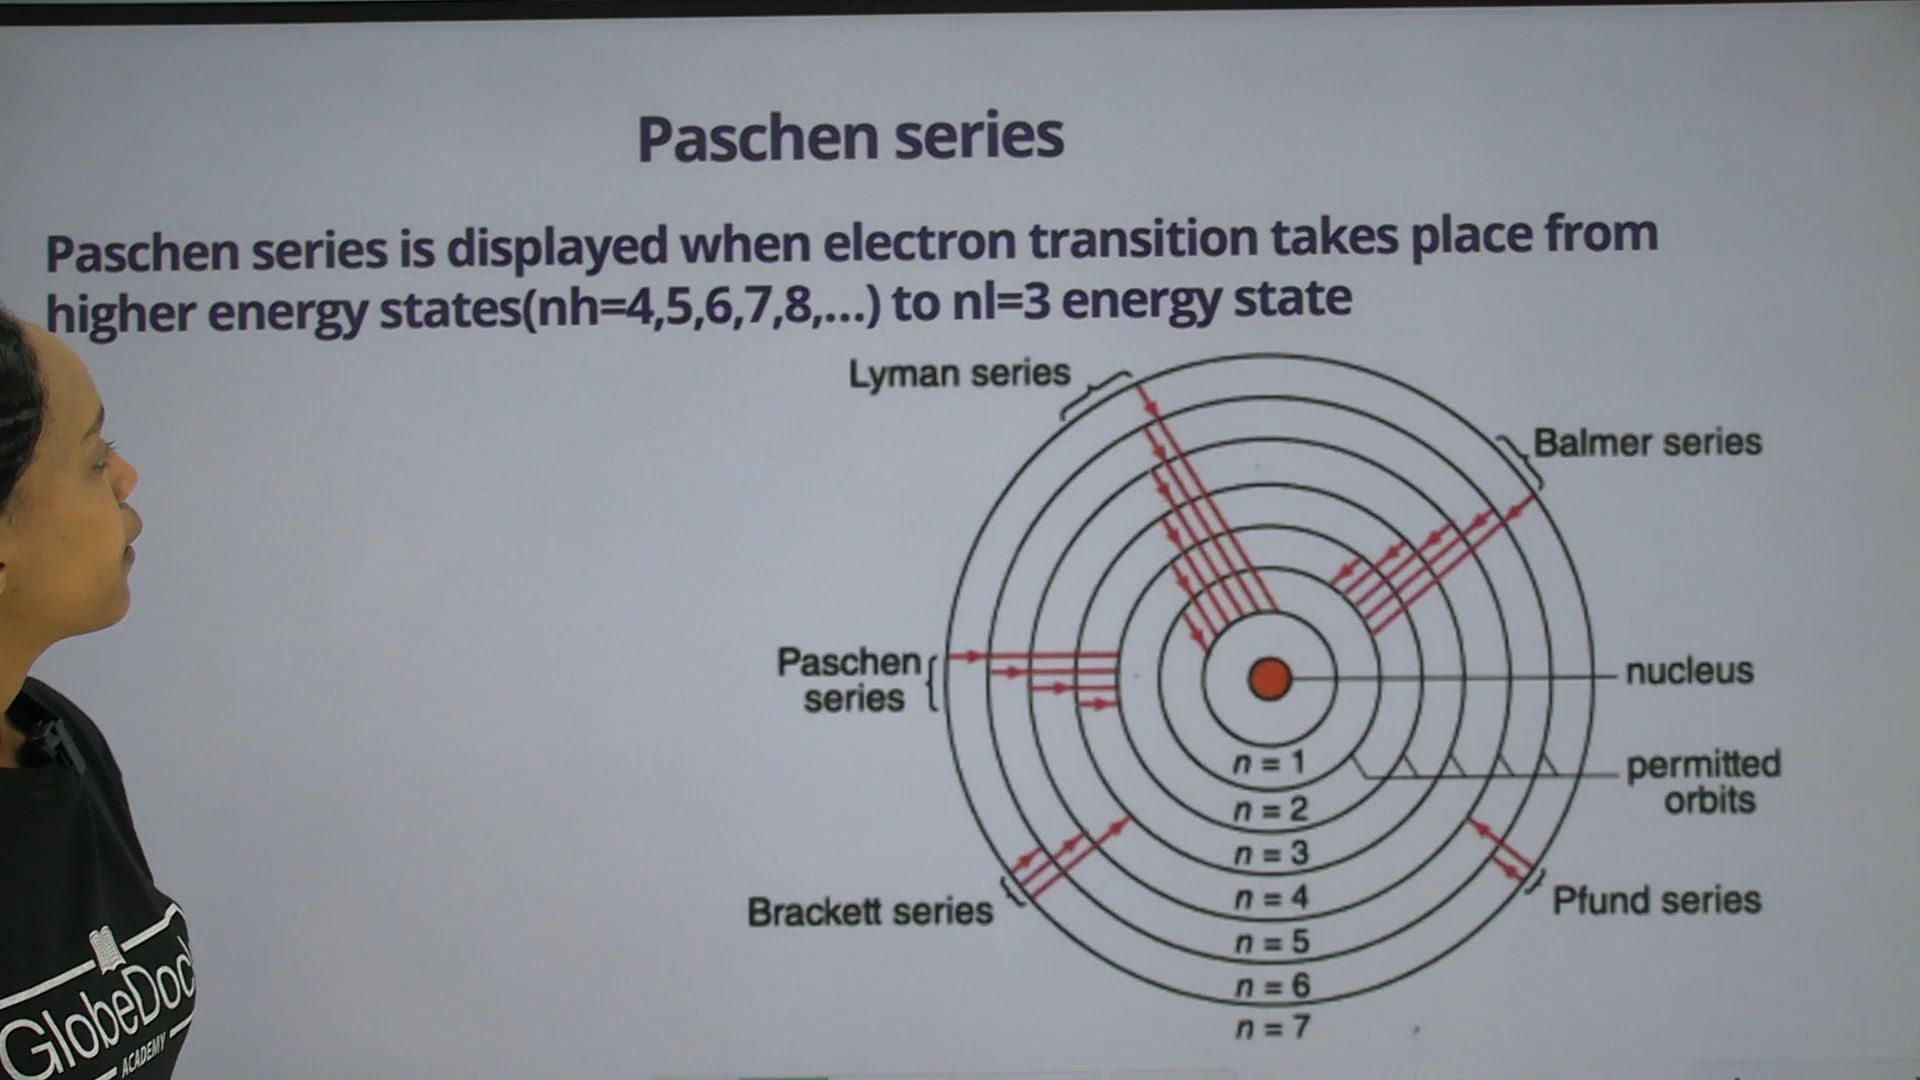 Paschen series
Paschen series is displayed when electron transition takes place from
higher energy states(nh=4,5,6,7,8,...) to nl=3 energy state
Lyman series
Balmer series
Paschen
series
nucleus
permitted
orbits
n = 1
n = 2
n = 3
n = 4
n = 5
n = 6
n = 7
Brackett series
Pfund series
GlobeDock
ACADEMY